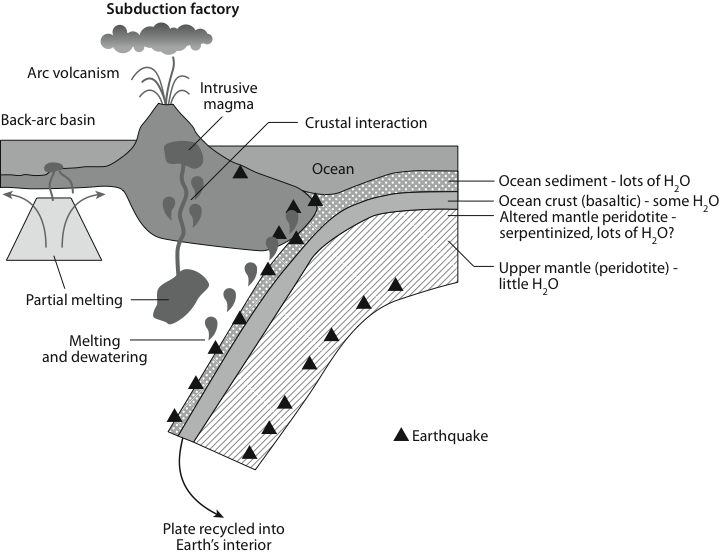 Subduction factory
Arc volcanism
Intrusive
magma
Back-arc basin
Crustal interaction
Ocean
Ocean sediment - lots of H2O
Ocean crust (basaltic) - some H2O
Altered mantle peridotite -
serpentinized, lots of H2O?
Upper mantle (peridotite) -
little H2O
Partial melting
Melting
and dewatering
Earthquake
Plate recycled into
Earth's interior